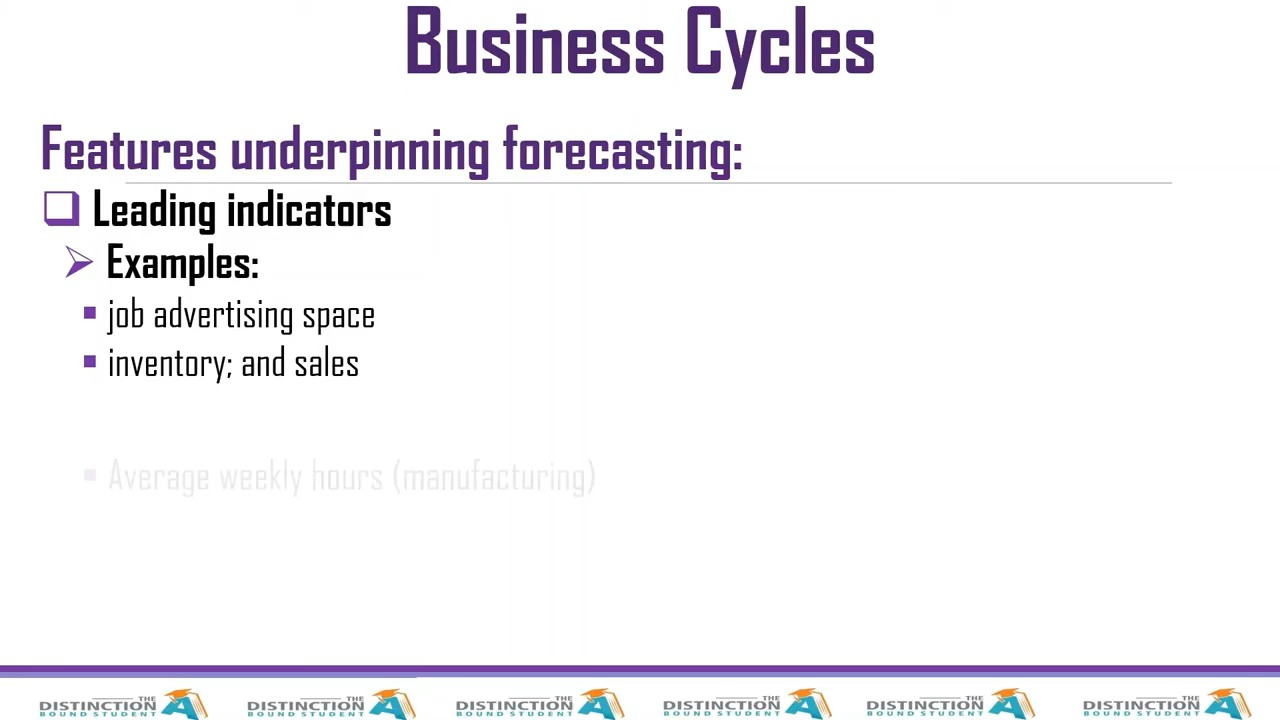 Business Cycles
Features underpinning forecasting:
Leading indicators
Examples:
job advertising space
inventory; and sales
Average weekly hours (manufacturing)
THE DISTINCTION BOUND STUDENT
THE DISTINCTION BOUND STUDENT
THE DISTINCTION BOUND STUDENT
THE DISTINCTION BOUND STUDENT
THE DISTINCTION BOUND STUDENT
THE DISTINCTION BOUND STUDENT